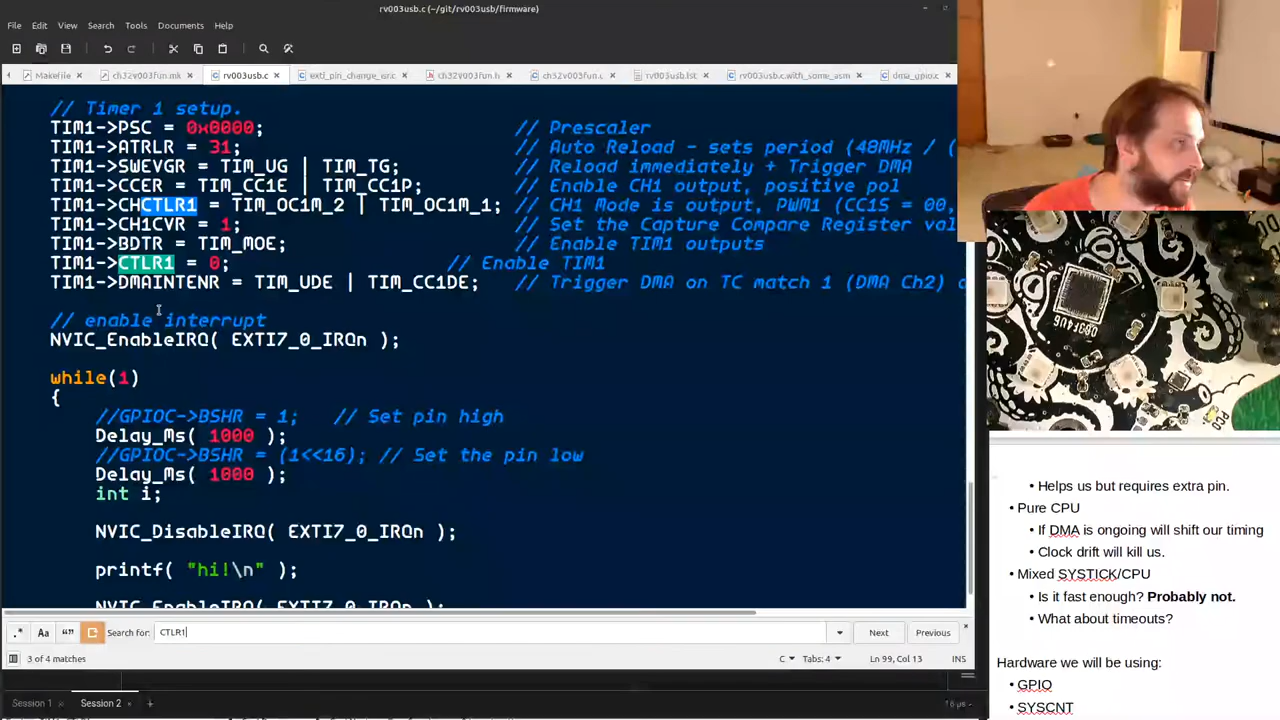 rv003usb.c (~/git/rv003usb/firmware)
File Edit View Search Tools Documents Help
Makefile ch32v003fun.mk rv003usb.c exti_pin_change_isr.c ch32v003fun.h ch32v003fun.c rv003usb.lst rv003usb.c.with_some_asm dma_gpio.c
// Timer 1 setup.
TIM1->PSC = 0x0000; // Prescaler
TIM1->ATRLR = 31; // Auto Reload - sets period (48MHz / (
TIM1->SWEVGR = TIM_UG | TIM_TG; // Reload immediately + Trigger DMA
TIM1->CCER = TIM_CC1E | TIM_CC1P; // Enable CH1 output, positive pol
TIM1->CHCTLR1 = TIM_OC1M_2 | TIM_OC1M_1; // CH1 Mode is output, PWM1 (CC1S = 00,
TIM1->CH1CVR = 1; // Set the Capture Compare Register val
TIM1->BDTR = TIM_MOE; // Enable TIM1 outputs
TIM1->CTLR1 = 0; // Enable TIM1
TIM1->DMAINTENR = TIM_UDE | TIM_CC1DE; // Trigger DMA on TC match 1 (DMA Ch2) a
// enable interrupt
NVIC_EnableIRQ( EXTI7_0_IRQn );
while(1)
{
//GPIOC->BSHR = 1; // Set pin high
Delay_Ms( 1000 );
//GPIOC->BSHR = (1<<16); // Set the pin low
Delay_Ms( 1000 );
int i;
NVIC_DisableIRQ( EXTI7_0_IRQn );
printf( "hi!\n" );
NVIC_EnableIRQ( EXTI7_0_IRQn );
.* Aa “” Search for: CTLR1 Next Previous
3 of 4 matches C Tabs: 4 Ln 99, Col 13 INS
Session 1 Session 2 + 16 µs
• Helps us but requires extra pin.
• Pure CPU
• If DMA is ongoing will shift our timing
• Clock drift will kill us.
• Mixed SYSTICK/CPU
• Is it fast enough? Probably not.
• What about timeouts?
Hardware we will be using:
• GPIO
• SYSCNT